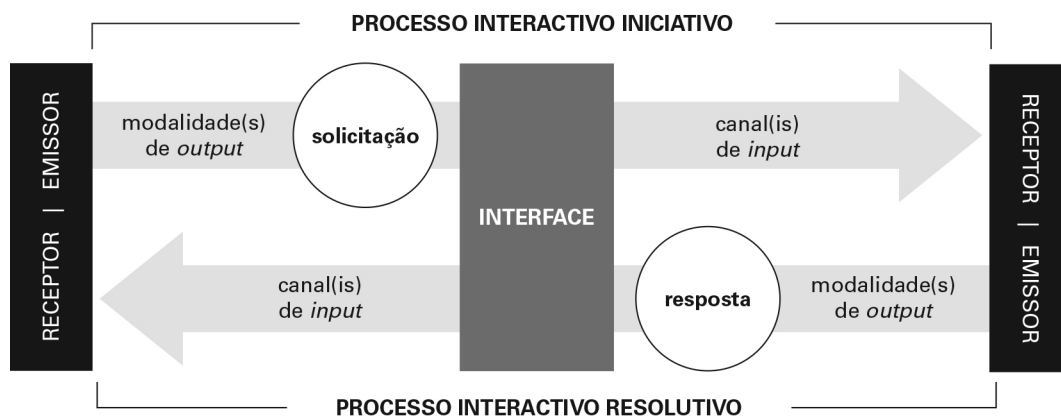 PROCESSO INTERACTIVO INICIATIVO
RECEPTOR | EMISSOR
modalidade(s)
de output
solicitação
INTERFACE
canal(is)
de input
RECEPTOR | EMISSOR
canal(is)
de input
resposta
modalidade(s)
de output
PROCESSO INTERACTIVO RESOLUTIVO